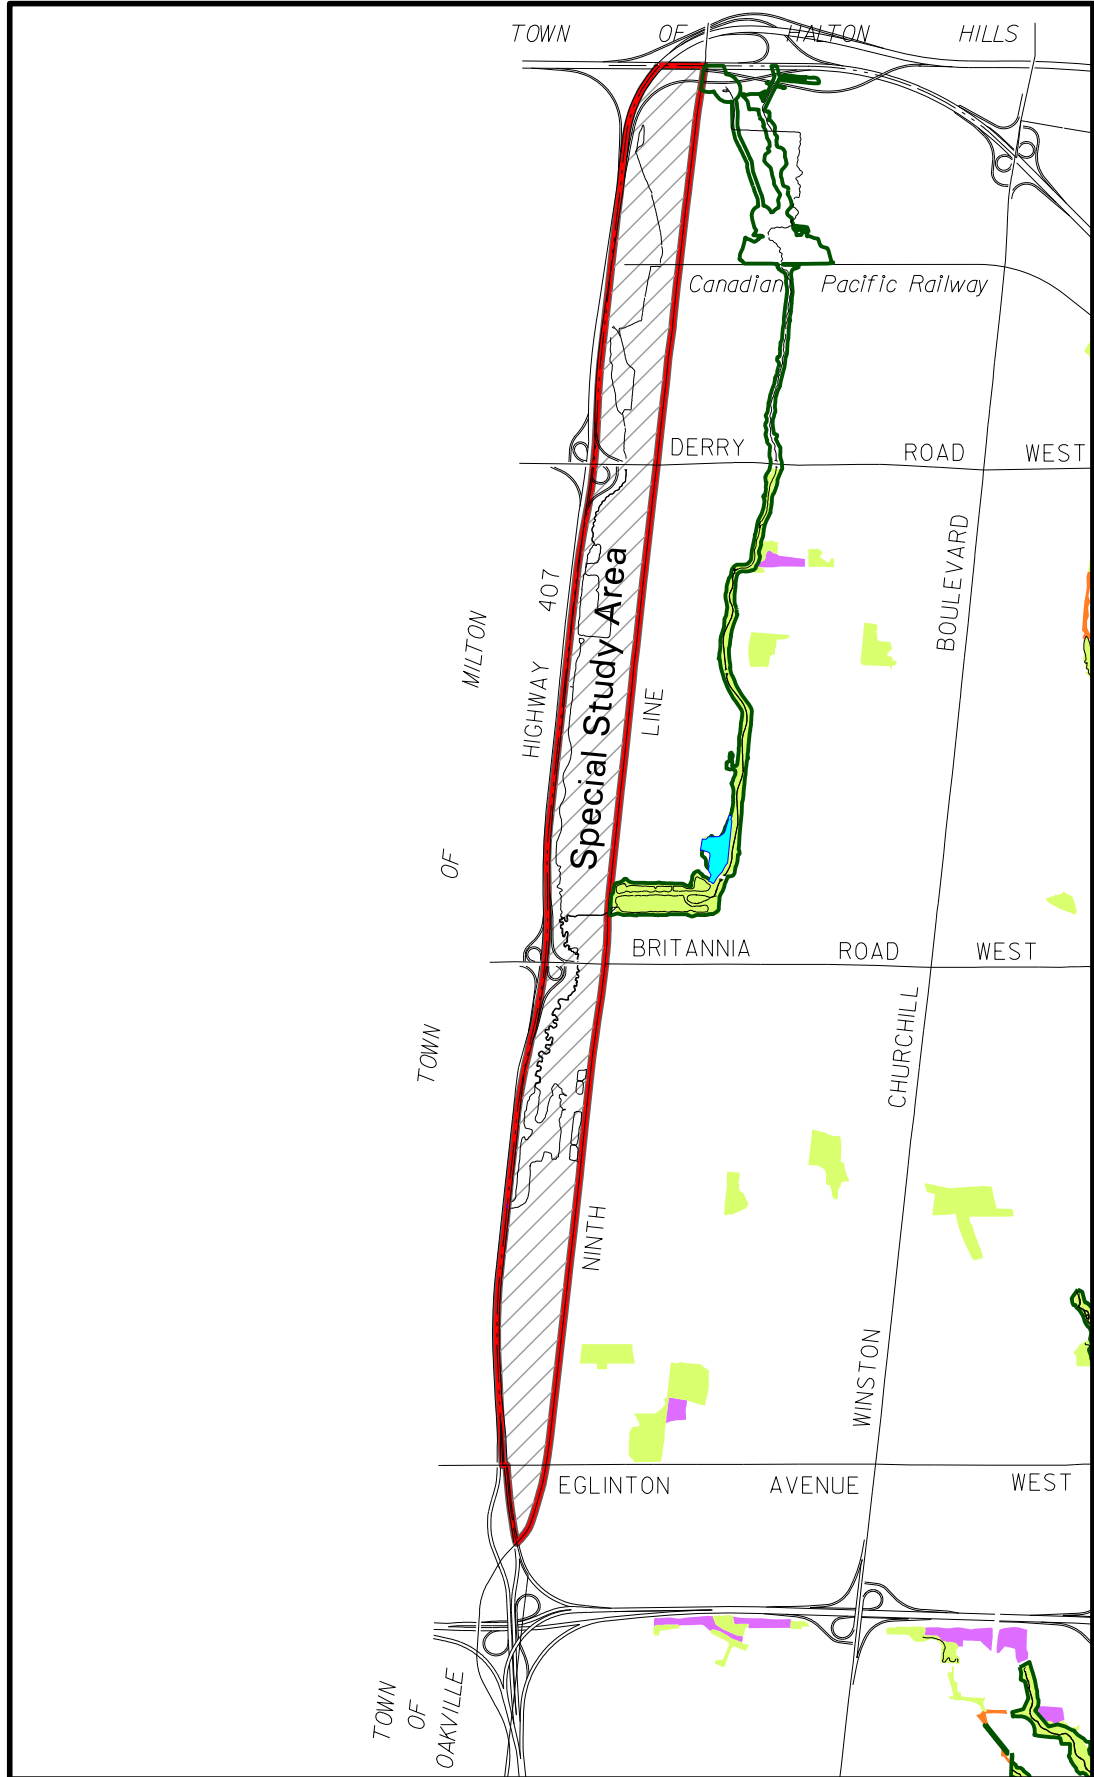 TOWN OF HALTON HILLS
Canadian Pacific Railway
DERRY ROAD WEST
HIGHWAY 407
Special Study Area
NINTH LINE
WINSTON CHURCHILL BOULEVARD
TOWN OF MILTON
BRITANNIA ROAD WEST
EGLINTON AVENUE WEST
TOWN
OF
OAKVILLE